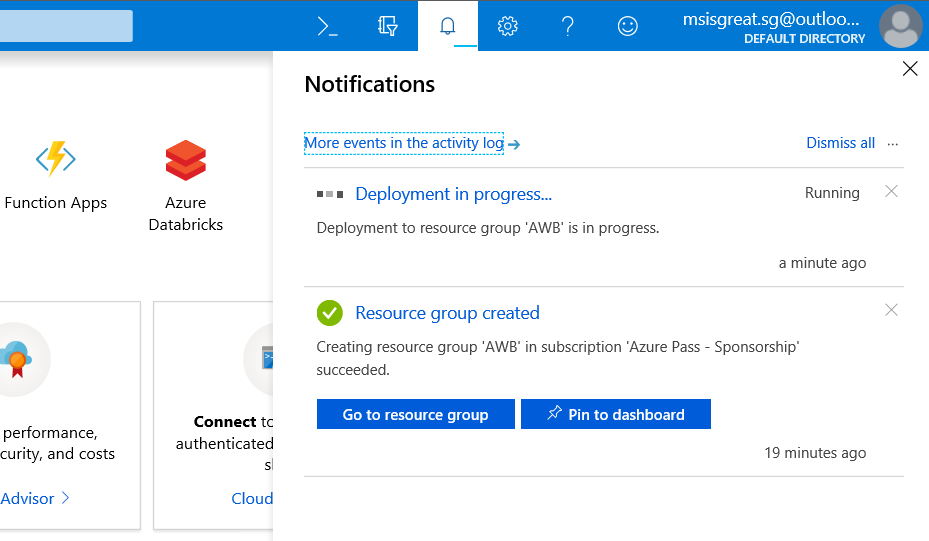 msisgreat.sg@outloo...
DEFAULT DIRECTORY
Notifications
More events in the activity log
Dismiss all ...
Deployment in progress...
Running
Deployment to resource group 'AWB' is in progress.
a minute ago
Resource group created
Creating resource group 'AWB' in subscription 'Azure Pass - Sponsorship'
succeeded.
Go to resource group
Pin to dashboard
19 minutes ago
Function Apps
Azure
Databricks
performance,
curity, and costs
Advisor
Connect to
authenticated
sl
Cloud